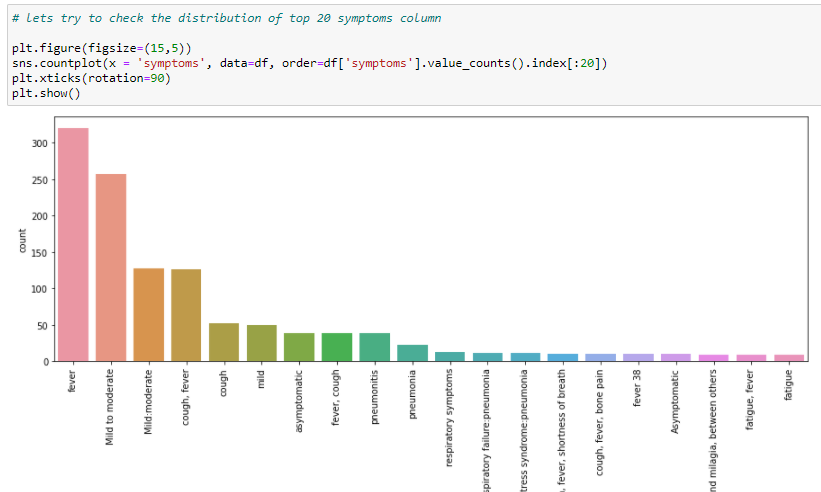 # lets try to check the distribution of top 20 symptoms column
plt.figure(figsize=(15,5))
sns.countplot(x = 'symptoms', data=df, order=df['symptoms'].value_counts().index[:20])
plt.xticks(rotation=90)
plt.show()
300
250
200
150
100
50
0
count
fever
Mild to moderate
Mild:moderate
cough, fever
cough
mild
asymptomatic
fever, cough
pneumonitis
pneumonia
respiratory symptoms
spiratory failure:pneumonia
tress syndrome:pneumonia
, fever, shortness of breath
cough, fever, bone pain
fever 38
Asymptomatic
nd milagia, between others
fatigue, fever
fatigue